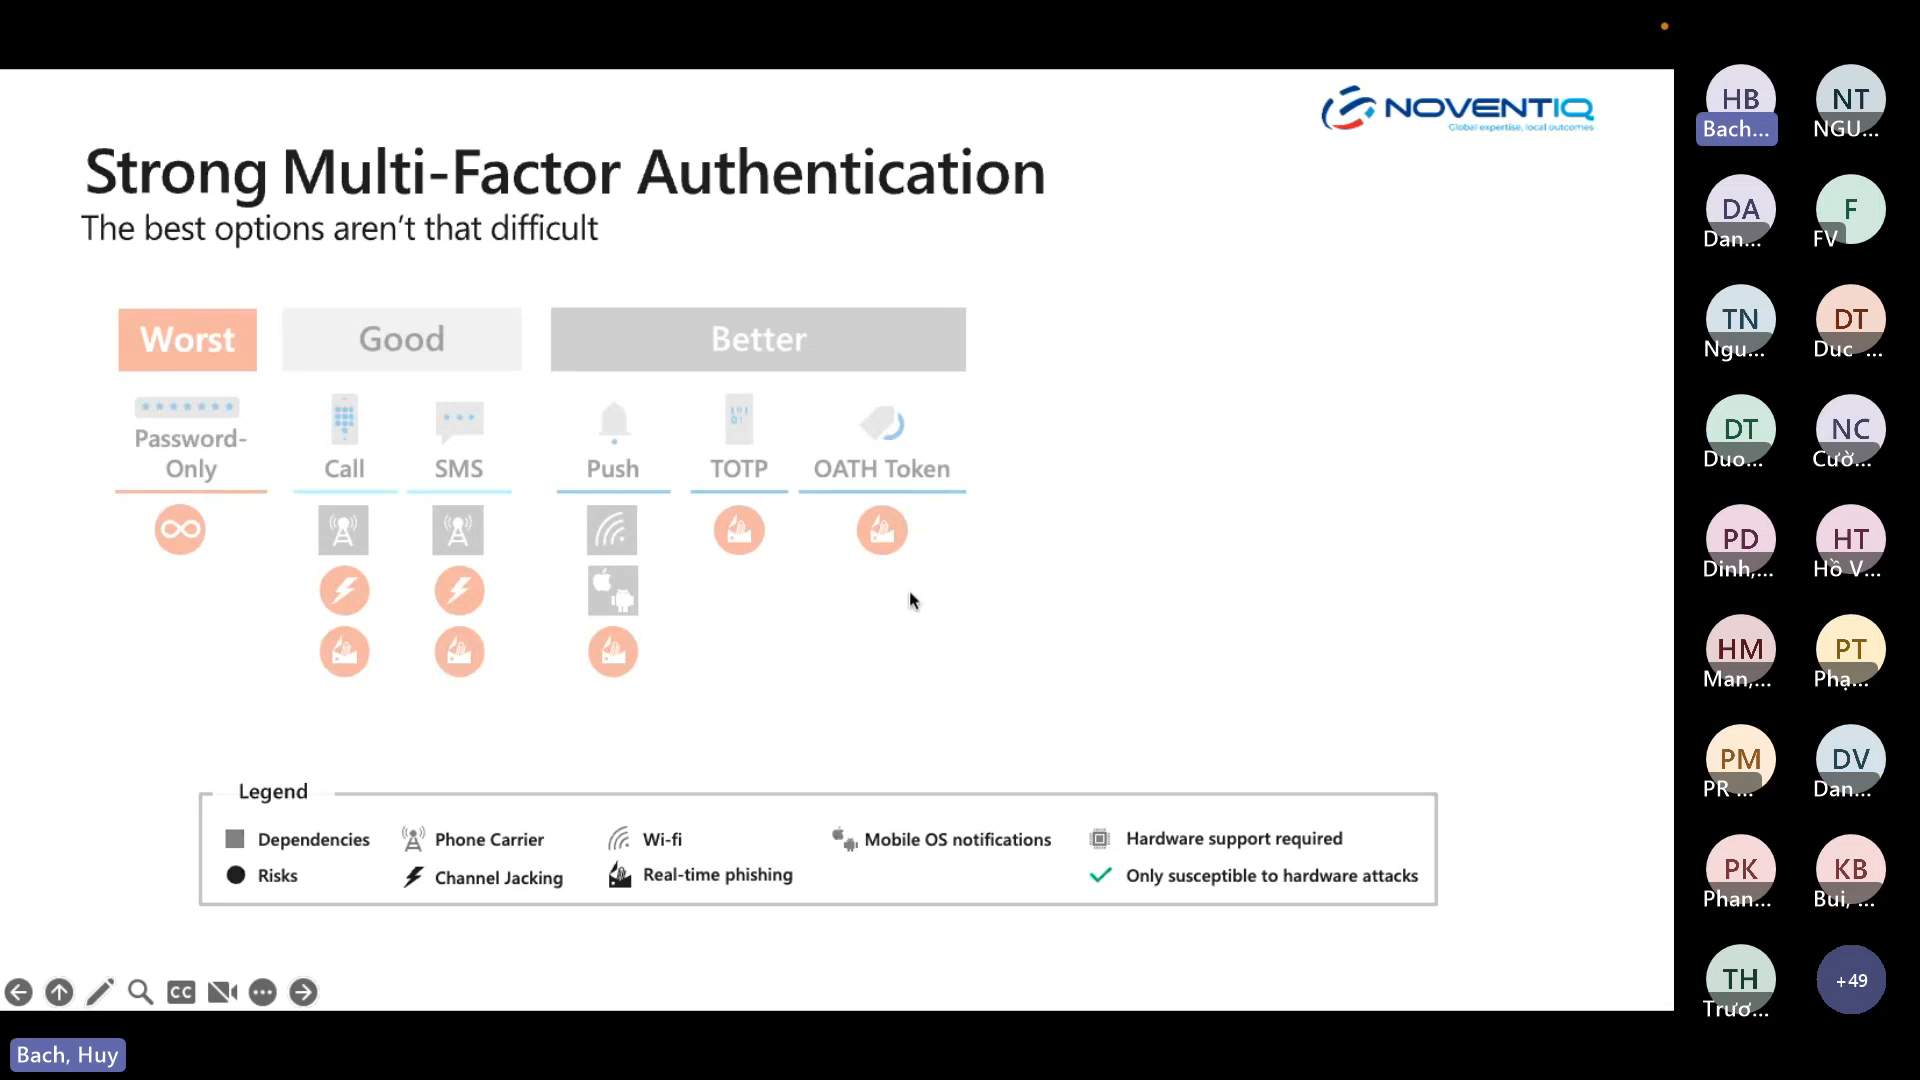 NOVENTIQ
Global expertise, local outcomes
Strong Multi-Factor Authentication
The best options aren't that difficult
Worst
Good
Better
Password-
Only
Call
SMS
Push
TOTP
OATH Token
Legend
Dependencies
Phone Carrier
Wi-fi
Mobile OS notifications
Hardware support required
Risks
Channel Jacking
Real-time phishing
Only susceptible to hardware attacks
CC
Bach, Huy
HB
Bach...
NT
NGU...
DA
Dan...
F
FV
TN
Ngu...
DT
Duc ...
DT
Duo...
NC
Cườ...
PD
Dinh,...
HT
Hồ V...
HM
Man,...
PT
Phạ...
PM
PR ...
DV
Dan...
PK
Phan...
KB
Bui, ...
TH
Trươ...
+49